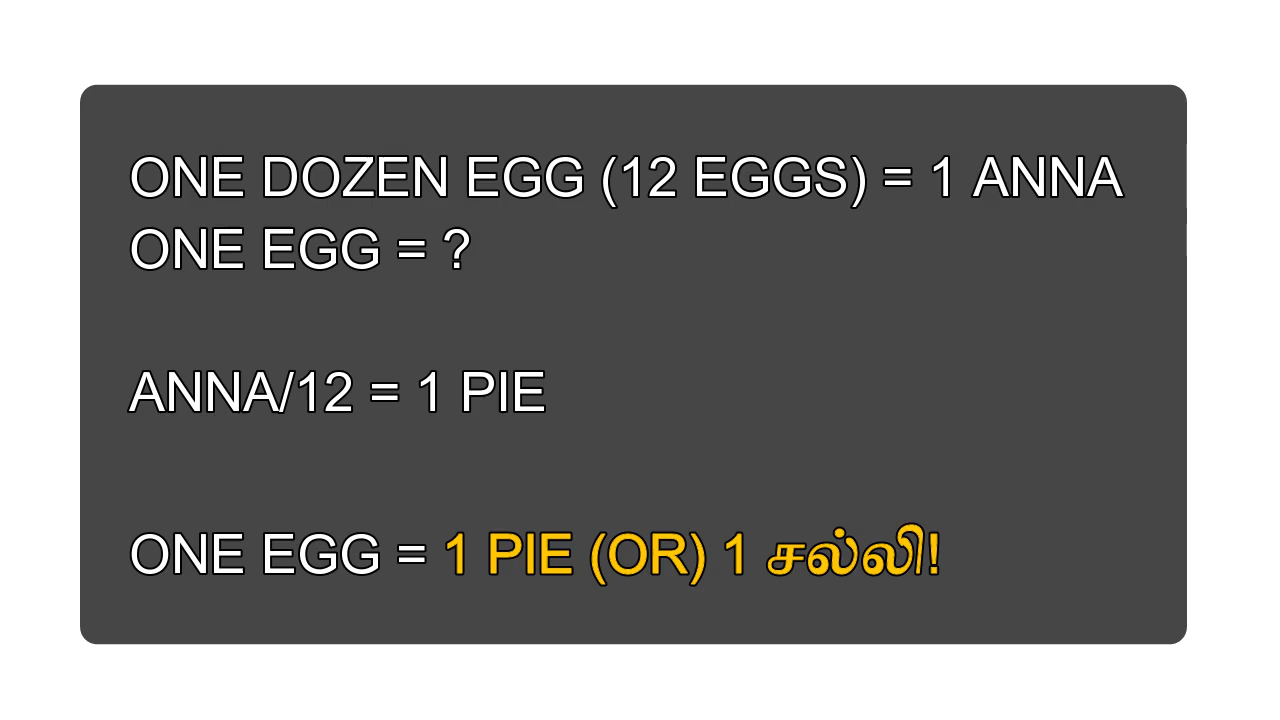 ONE DOZEN EGG (12 EGGS) = 1 ANNA
ONE EGG = ?
ANNA/12 = 1 PIE
ONE EGG = 1 PIE (OR) 1 சல்லி!